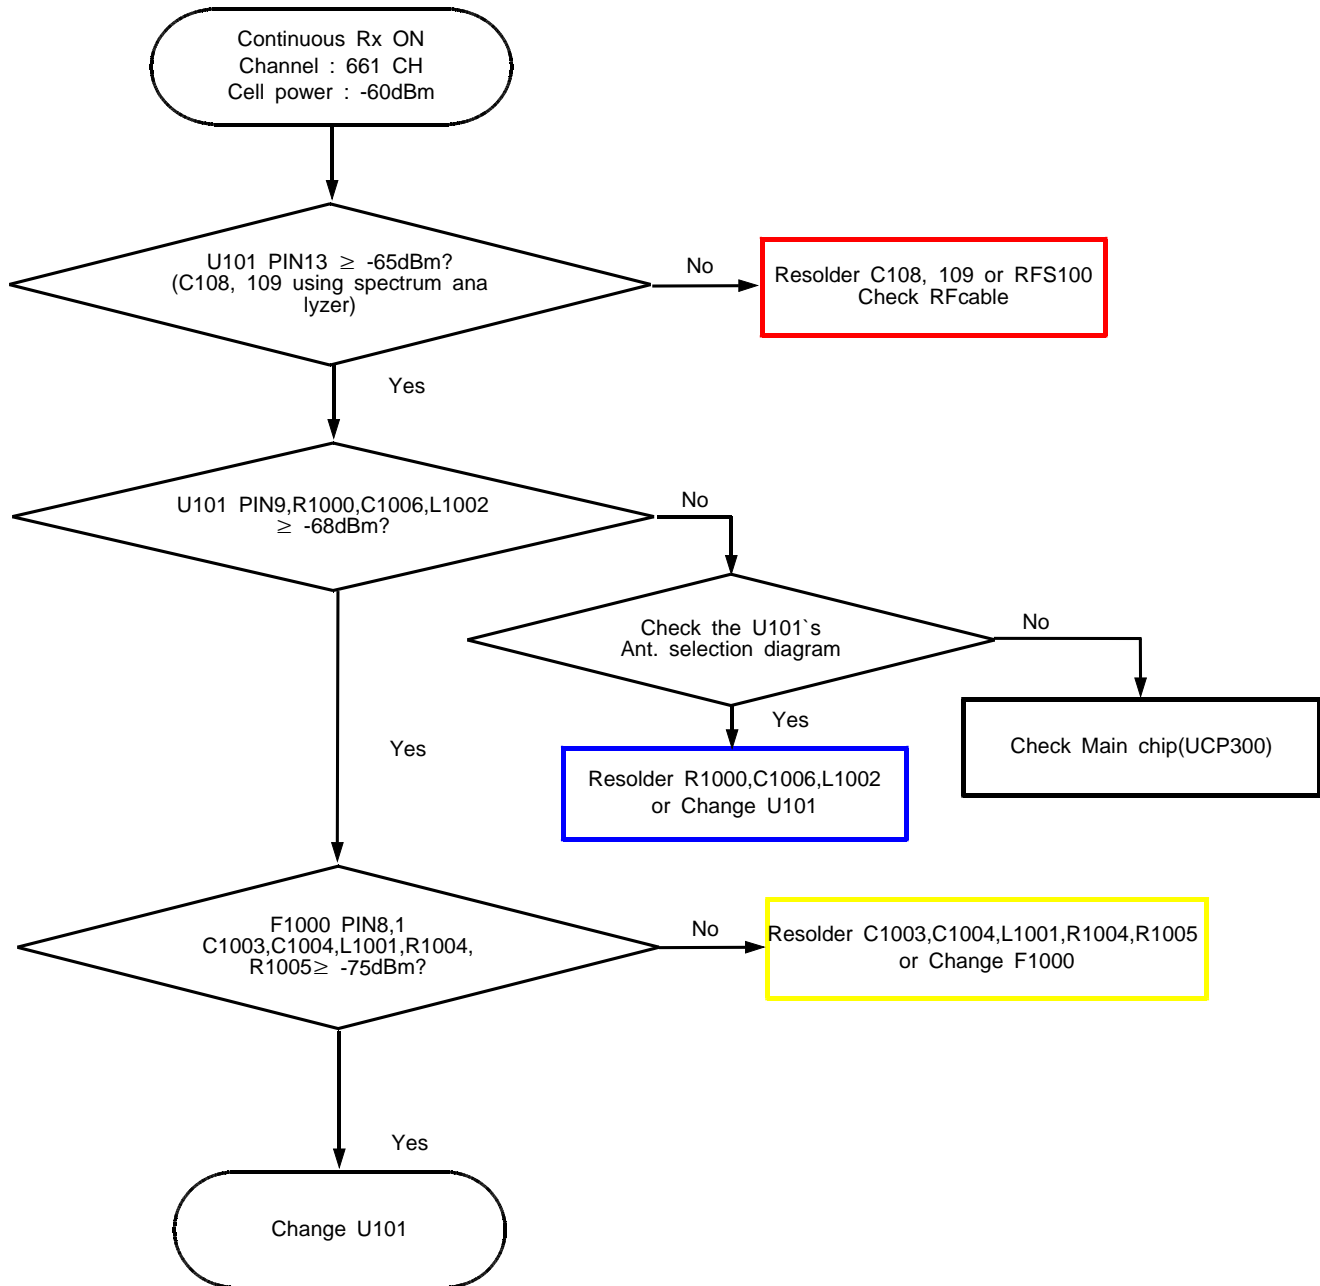 Continuous Rx ON
Channel : 661 CH
Cell power : -60dBm
U101 PIN13 ≥ -65dBm?
(C108, 109 using spectrum ana
lyzer)
No
Resolder C108, 109 or RFS100
Check RFcable
Yes
U101 PIN9,R1000,C1006,L1002
≥ -68dBm?
No
Check the U101`s
Ant. selection diagram
No
Yes
Check Main chip(UCP300)
Yes
Resolder R1000,C1006,L1002
or Change U101
F1000 PIN8,1
C1003,C1004,L1001,R1004,
R1005≥ -75dBm?
No
Resolder C1003,C1004,L1001,R1004,R1005
or Change F1000
Yes
Change U101